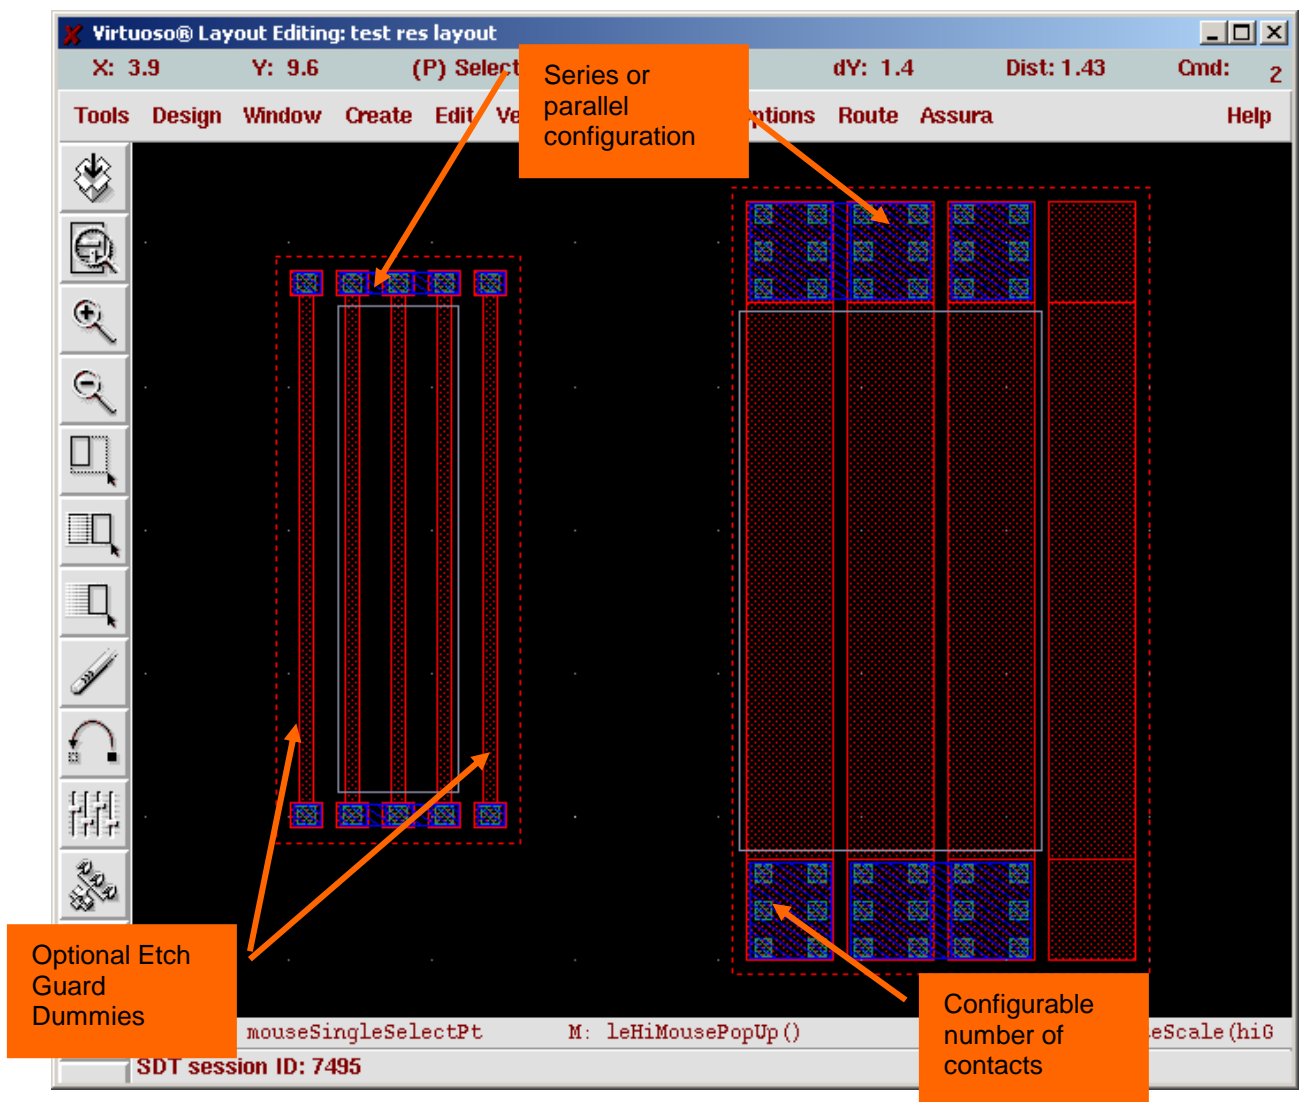 Virtuoso® Layout Editing: test res layout
X: 3.9 Y: 9.6 (P) Select dY: 1.4 Dist: 1.43 Cmd: 2
Tools Design Window Create Edit Ve ptions Route Assura Help
Series or
parallel
configuration
Optional Etch
Guard
Dummies
Configurable
number of
contacts
mouseSingleSelectPt M: leHiMousePopUp() eScale(hiG
SDT session ID: 7495